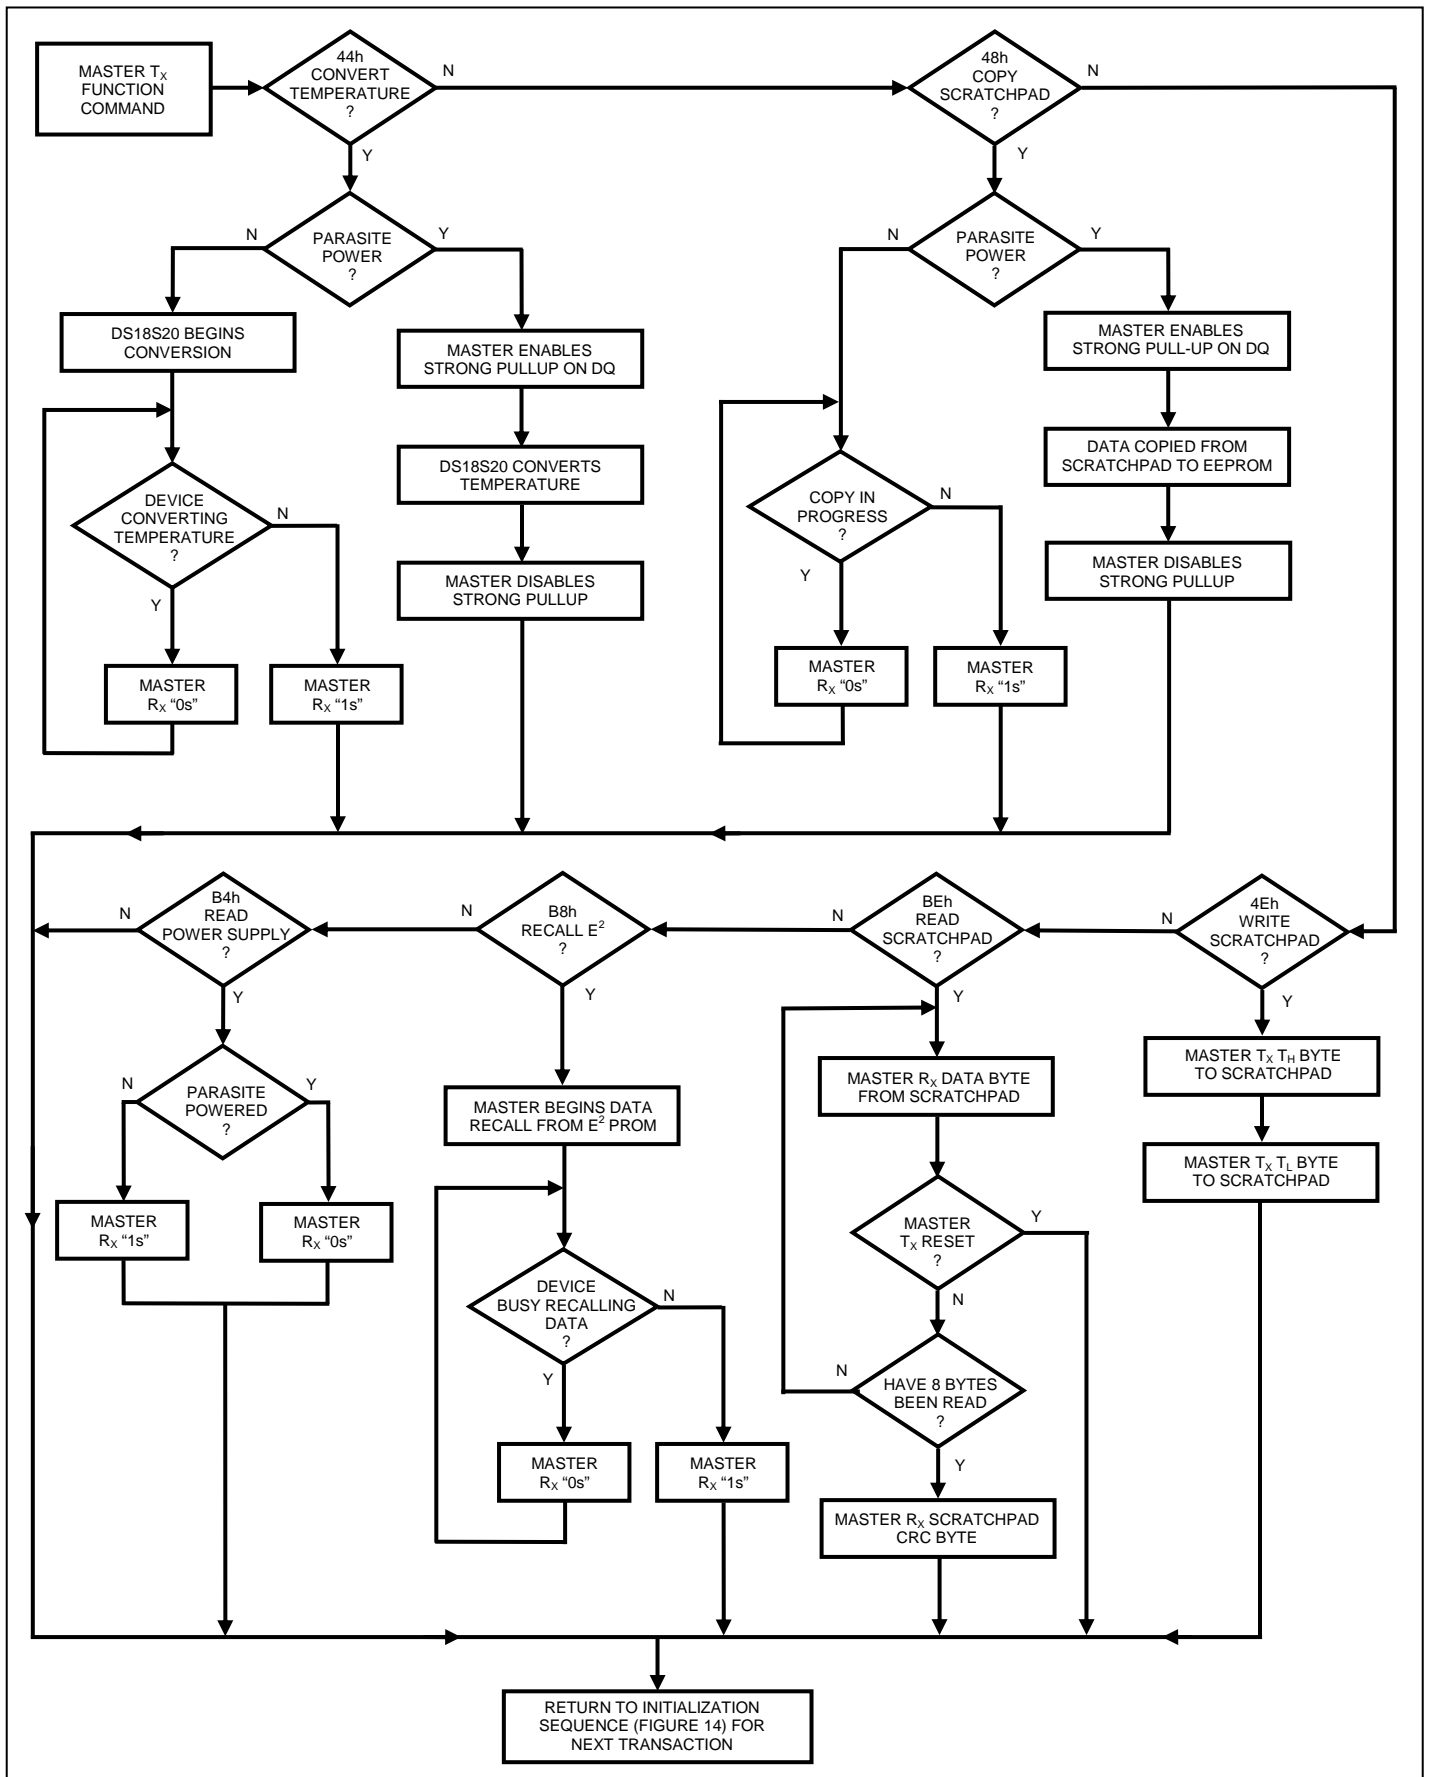 MASTER TX
FUNCTION
COMMAND
44h
CONVERT
TEMPERATURE
?
N
Y
48h
COPY
SCRATCHPAD
?
N
Y
PARASITE
POWER
?
N
Y
PARASITE
POWER
?
N
Y
DS18S20 BEGINS
CONVERSION
MASTER ENABLES
STRONG PULLUP ON DQ
MASTER ENABLES
STRONG PULL-UP ON DQ
DS18S20 CONVERTS
TEMPERATURE
DATA COPIED FROM
SCRATCHPAD TO EEPROM
DEVICE
CONVERTING
TEMPERATURE
?
N
Y
COPY IN
PROGRESS
?
N
Y
MASTER DISABLES
STRONG PULLUP
MASTER DISABLES
STRONG PULLUP
MASTER
RX “0s”
MASTER
RX “1s”
MASTER
RX “0s”
MASTER
RX “1s”
B4h
READ
POWER SUPPLY
?
N
Y
B8h
RECALL E2
?
N
Y
BEh
READ
SCRATCHPAD
?
N
Y
4Eh
WRITE
SCRATCHPAD
?
N
Y
PARASITE
POWERED
?
N
Y
MASTER BEGINS DATA
RECALL FROM E2 PROM
MASTER RX DATA BYTE
FROM SCRATCHPAD
MASTER TX TH BYTE
TO SCRATCHPAD
MASTER TX TL BYTE
TO SCRATCHPAD
MASTER
RX “1s”
MASTER
RX “0s”
DEVICE
BUSY RECALLING
DATA
?
N
Y
MASTER
TX RESET
?
Y
N
HAVE 8 BYTES
BEEN READ
?
N
Y
MASTER
RX “0s”
MASTER
RX “1s”
MASTER RX SCRATCHPAD
CRC BYTE
RETURN TO INITIALIZATION
SEQUENCE (FIGURE 14) FOR
NEXT TRANSACTION